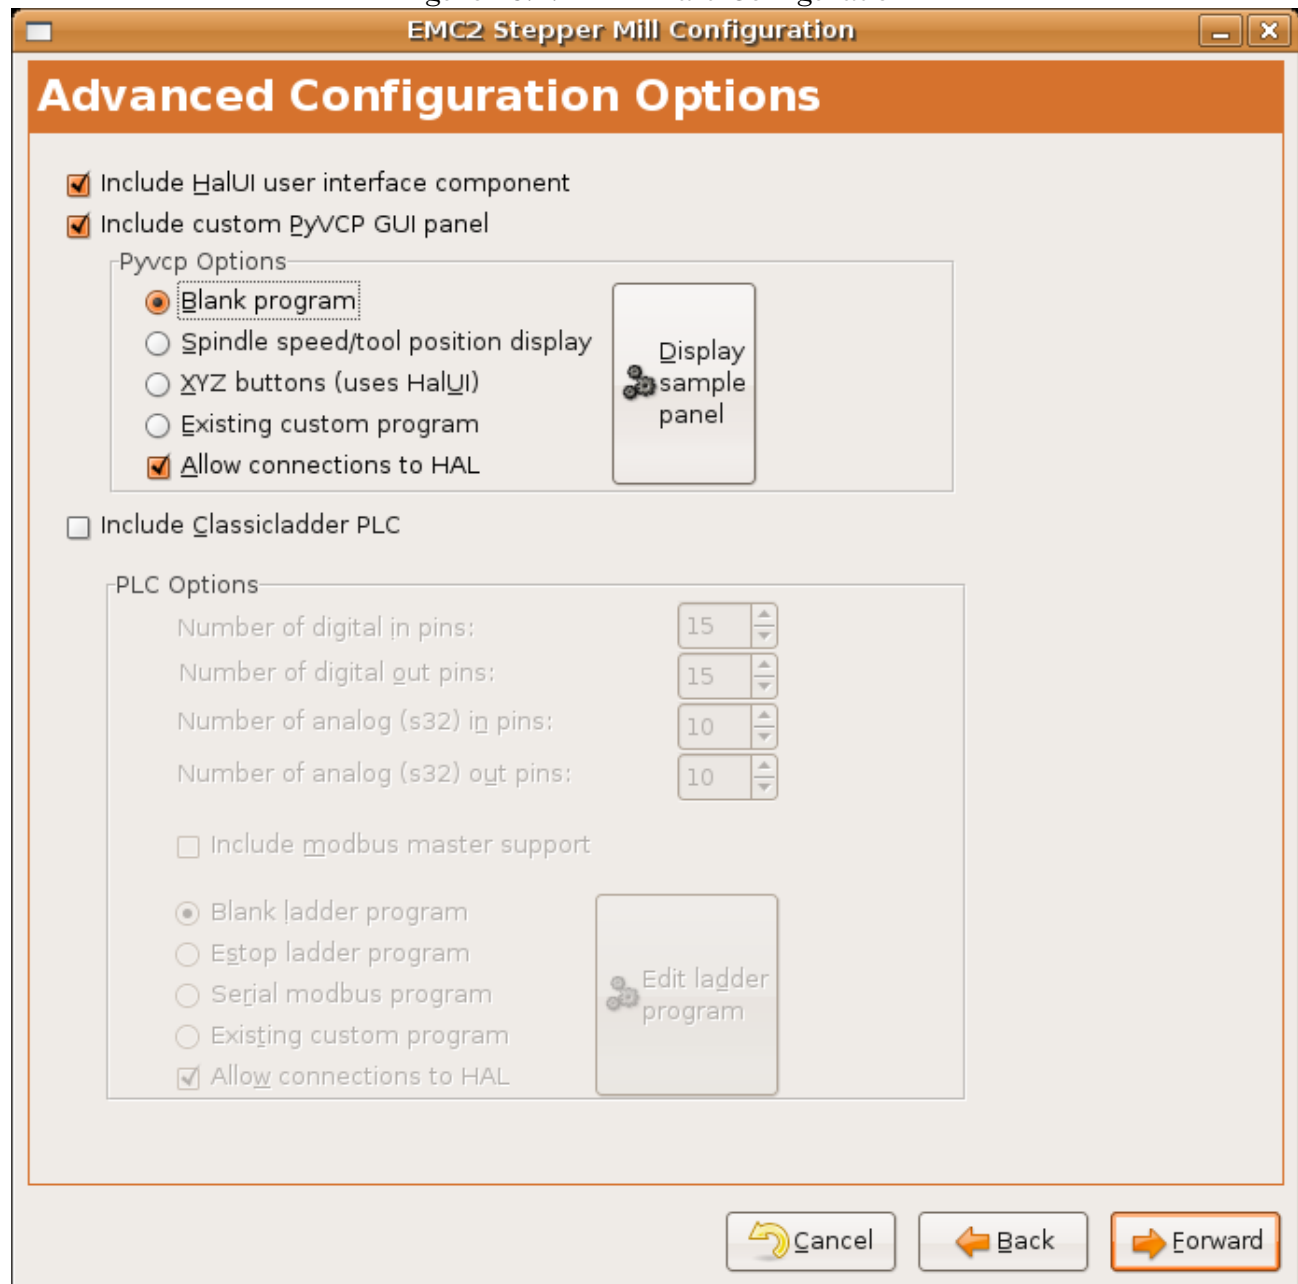 EMC2 Stepper Mill Configuration
Advanced Configuration Options
Include HalUI user interface component
Include custom PyVCP GUI panel
Pyvcp Options
Blank program
Spindle speed/tool position display
XYZ buttons (uses HalUI)
Existing custom program
Allow connections to HAL
Display
sample
panel
Include Classicladder PLC
PLC Options
Number of digital in pins: 15
Number of digital out pins: 15
Number of analog (s32) in pins: 10
Number of analog (s32) out pins: 10
Include modbus master support
Blank ladder program
Estop ladder program
Serial modbus program
Existing custom program
Allow connections to HAL
Edit ladder
program
Cancel
Back
Forward